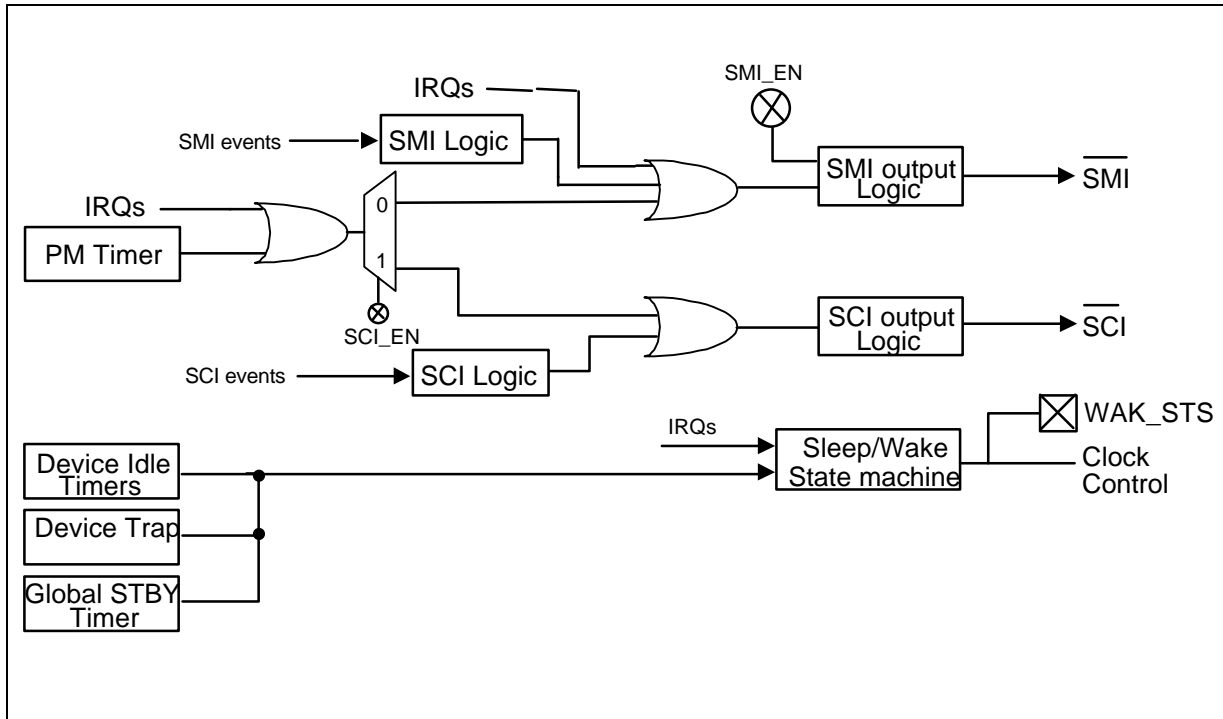 SMI_EN
IRQs
SMI events
SMI Logic
SMI output
Logic
SMI
IRQs
0
PM Timer
1
SCI_EN
SCI output
Logic
SCI
SCI events
SCI Logic
WAK_STS
IRQs
Sleep/Wake
State machine
Clock
Control
Device Idle
Timers
Device Trap
Global STBY
Timer